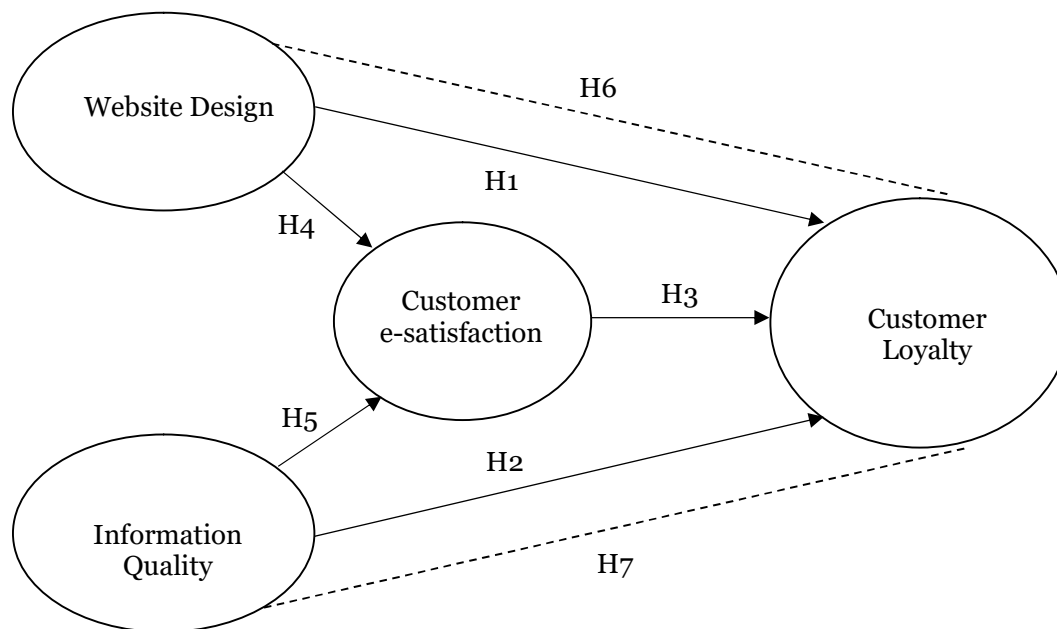 Website Design
H6
H1
H4
Customer
e-satisfaction
H3
Customer
Loyalty
H5
H2
Information
Quality
H7